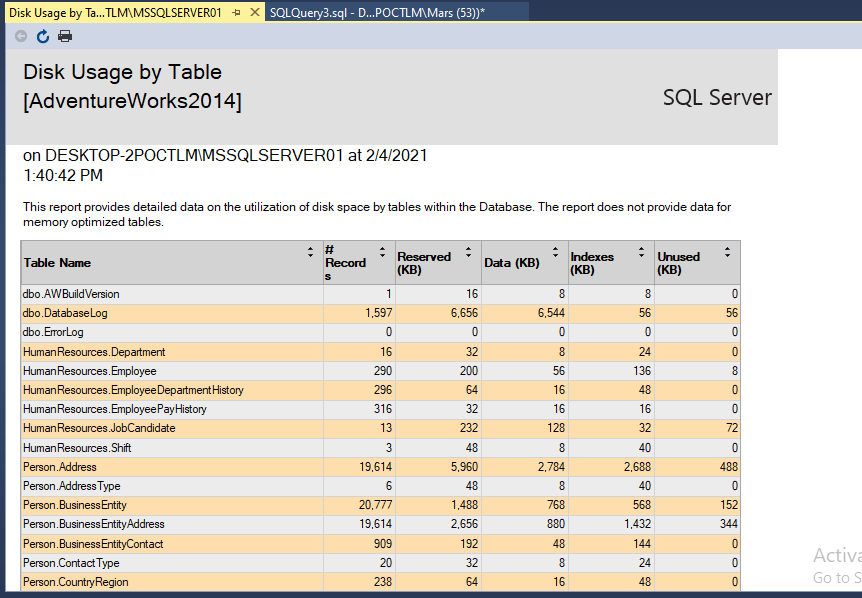 Disk Usage by Ta...TLM\MSSQLSERVER01 SQLQuery3.sql - D...POCTLM\Mars (53))*
Disk Usage by Table
[AdventureWorks2014]
SQL Server
on DESKTOP-2POCTLM\MSSQLSERVER01 at 2/4/2021
1:40:42 PM
This report provides detailed data on the utilization of disk space by tables within the Database. The report does not provide data for
memory optimized tables.
Table Name # Records Reserved (KB) Data (KB) Indexes (KB) Unused (KB)
dbo.AWBuildVersion 1 16 8 8 0
dbo.DatabaseLog 1,597 6,656 6,544 56 56
dbo.ErrorLog 0 0 0 0 0
HumanResources.Department 16 32 8 24 0
HumanResources.Employee 290 200 56 136 8
HumanResources.EmployeeDepartmentHistory 296 64 16 48 0
HumanResources.EmployeePayHistory 316 32 16 16 0
HumanResources.JobCandidate 13 232 128 32 72
HumanResources.Shift 3 48 8 40 0
Person.Address 19,614 5,960 2,784 2,688 488
Person.AddressType 6 48 8 40 0
Person.BusinessEntity 20,777 1,488 768 568 152
Person.BusinessEntityAddress 19,614 2,656 880 1,432 344
Person.BusinessEntityContact 909 192 48 144 0
Person.ContactType 20 32 8 24 0
Person.CountryRegion 238 64 16 48 0
Activa
Go to S